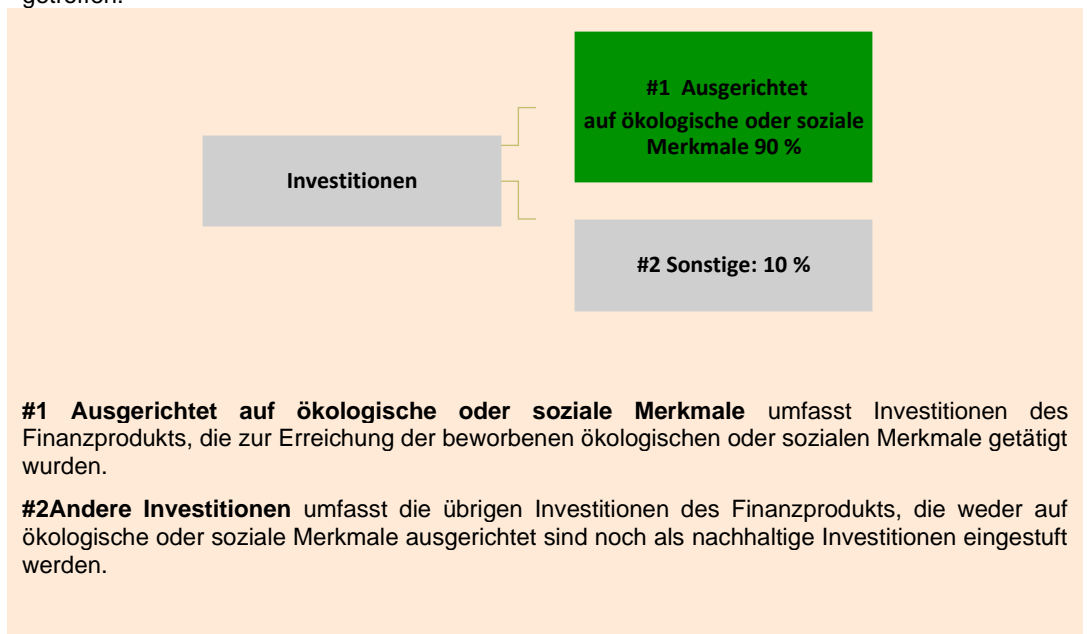 getroffen.
#1 Ausgerichtet
auf ökologische oder soziale
Merkmale 90 %
Investitionen
#2 Sonstige: 10 %
#1 Ausgerichtet auf ökologische oder soziale Merkmale umfasst Investitionen des
Finanzprodukts, die zur Erreichung der beworbenen ökologischen oder sozialen Merkmale getätigt
wurden.
#2Andere Investitionen umfasst die übrigen Investitionen des Finanzprodukts, die weder auf
ökologische oder soziale Merkmale ausgerichtet sind noch als nachhaltige Investitionen eingestuft
werden.